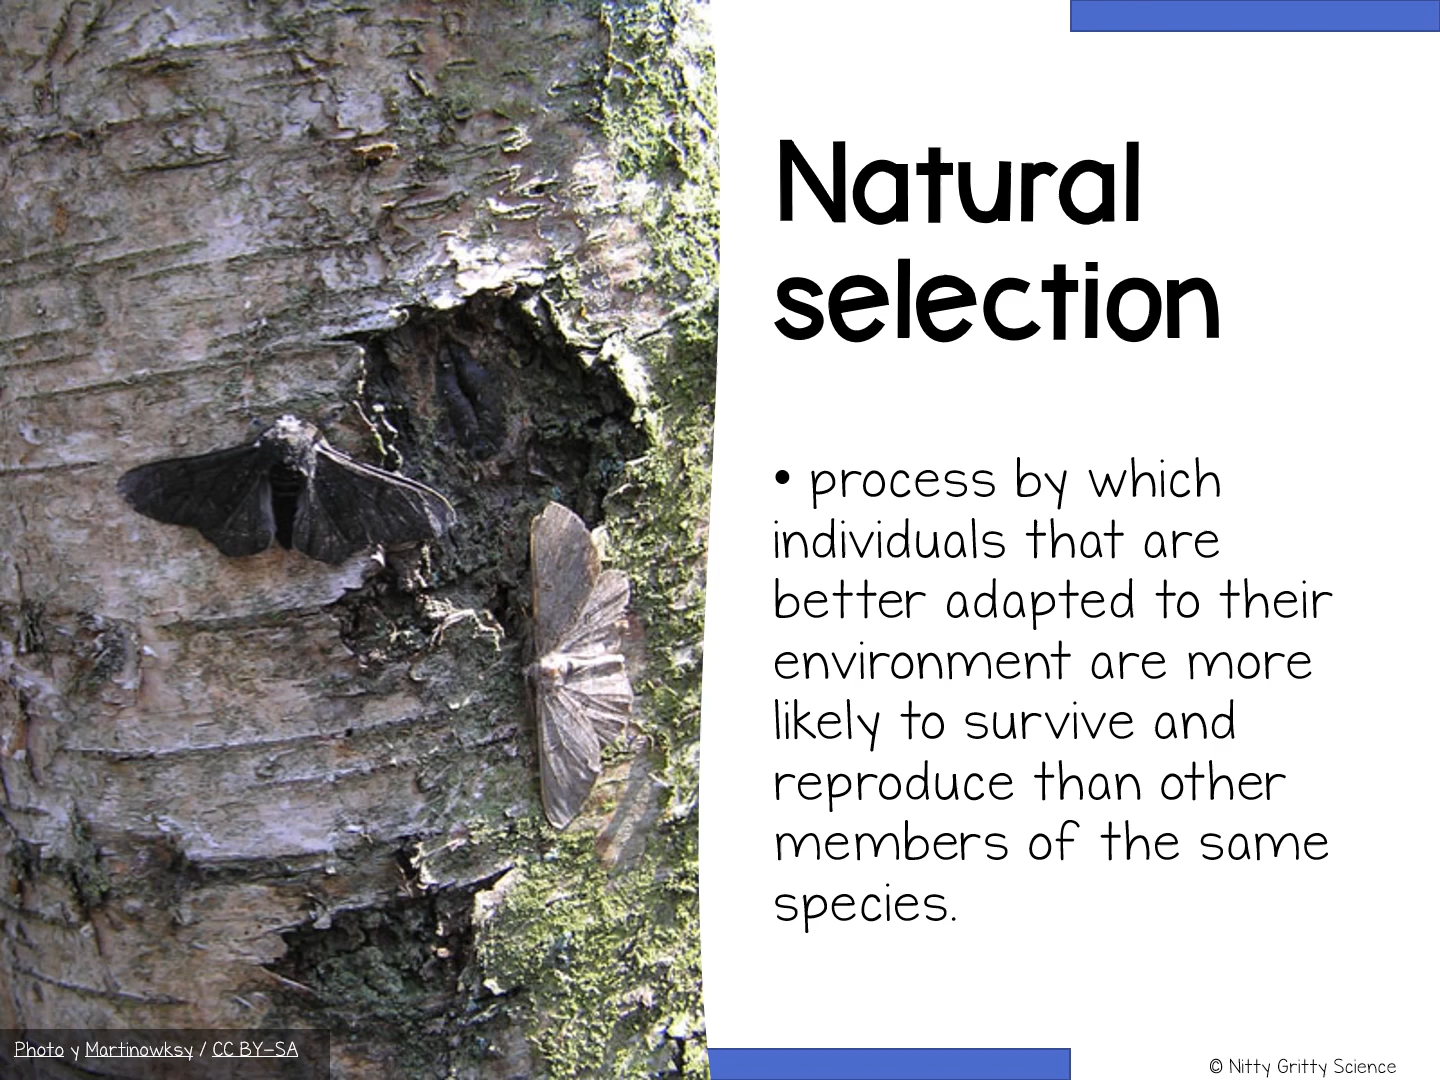 Natural
selection
• process by which
individuals that are
better adapted to their
environment are more
likely to survive and
reproduce than other
members of the same
species.
Photo y Martinowksy / CC BY-SA
© Nitty Gritty Science